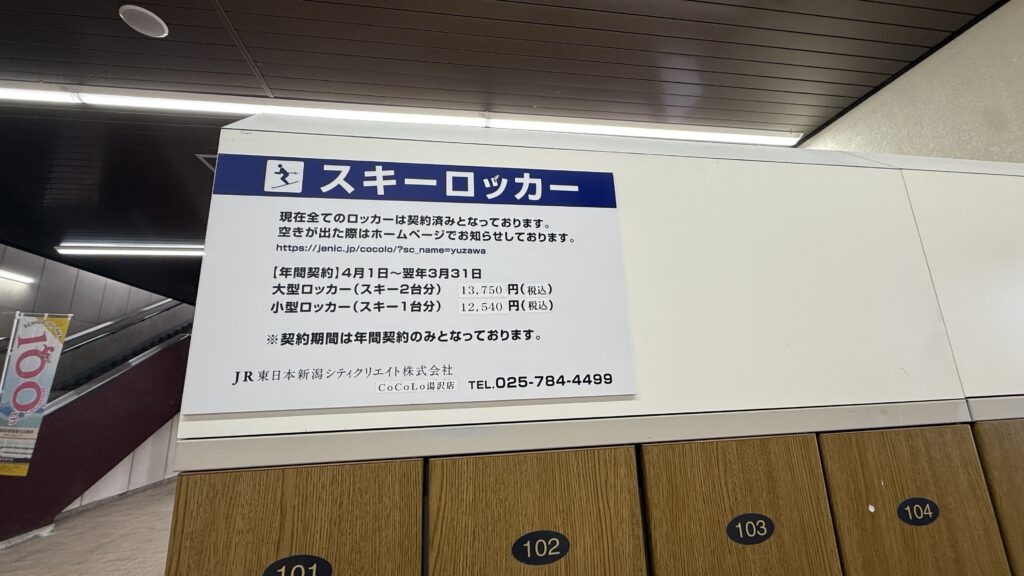 スキーロッカー
現在全てのロッカーは契約済みとなっております。
空きが出た際はホームページでお知らせしております。
https://jenic.jp/cocolo/?sc_name=yuzawa
【年間契約】4月1日～翌年3月31日
大型ロッカー(スキー2台分) 13,750 円(税込)
小型ロッカー(スキー1台分) 12,540 円(税込)
※契約期間は年間契約のみとなっております。
JR東日本新潟シティクリエイト株式会社
CoCoLo湯沢店 TEL.025-784-4499
100
101
102
103
104